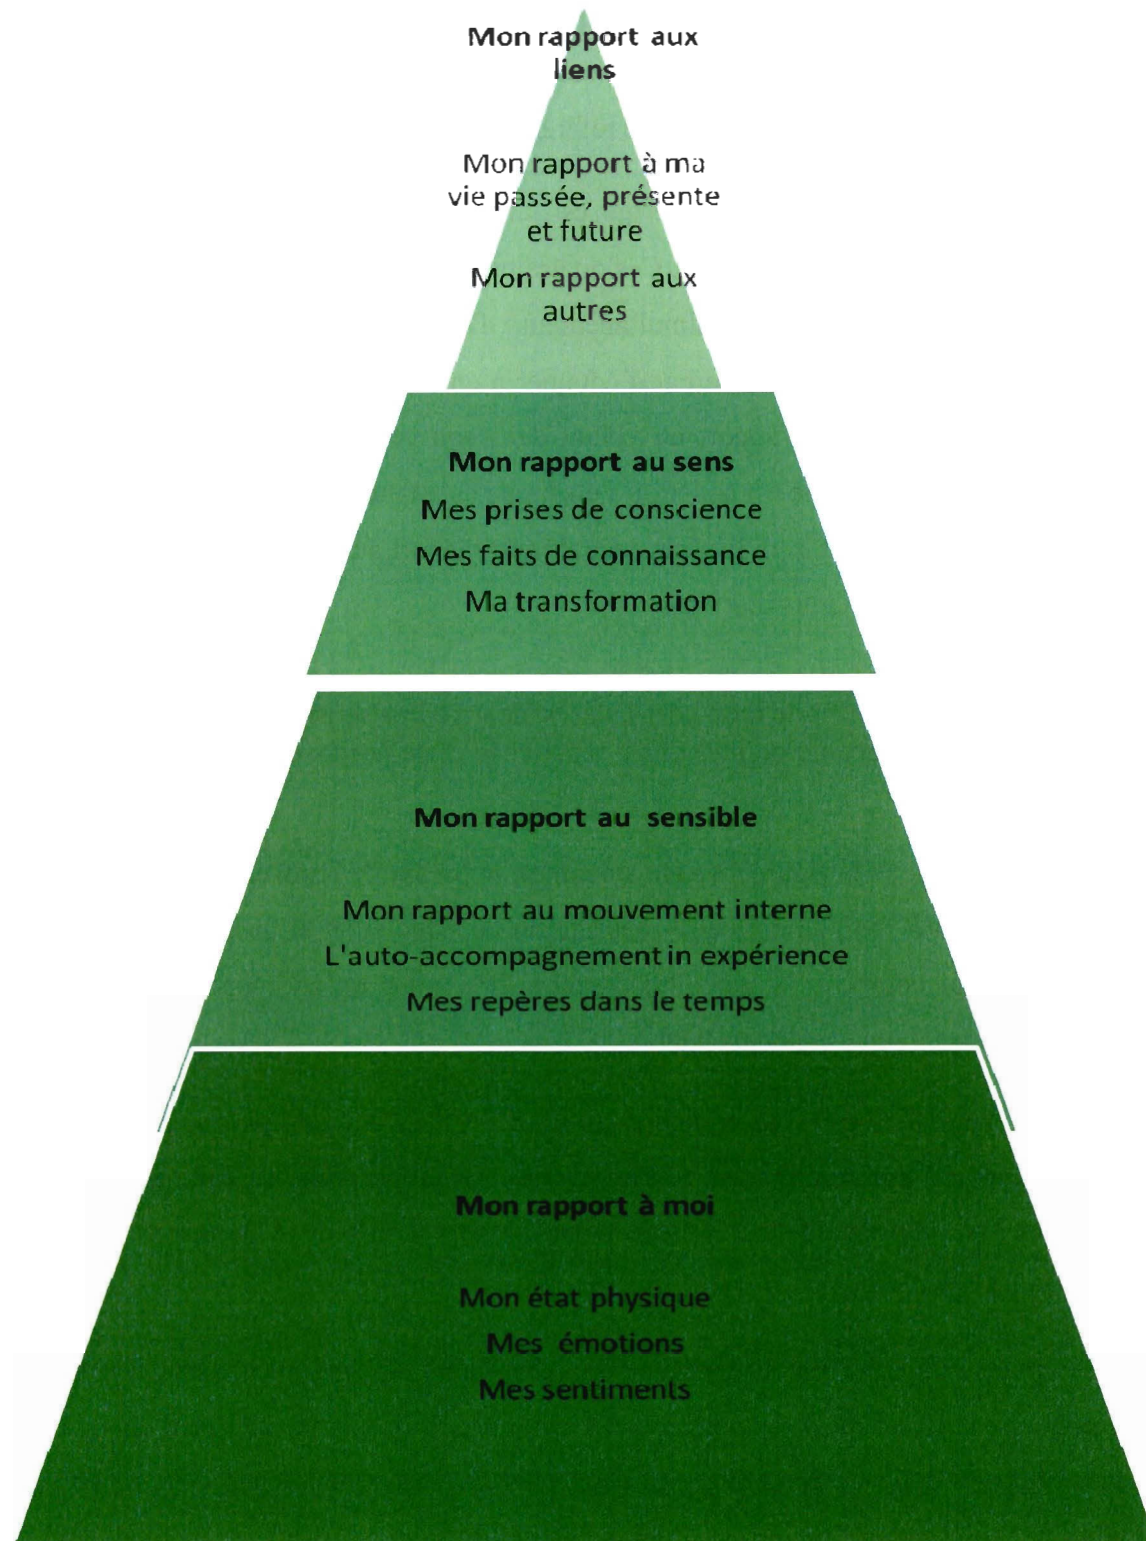 Mon rapport aux
liens
Mon rapport à ma
vie passée, présente
et future
Mon rapport aux
autres
Mon rapport au sens
Mes prises de conscience
Mes faits de connaissance
Ma transformation
Mon rapport au sensible
Mon rapport au mouvement interne
L'auto-accompagnement in expérience
Mes repères dans le temps
Mon rapport à moi
Mon état physique
Mes émotions
Mes sentiments